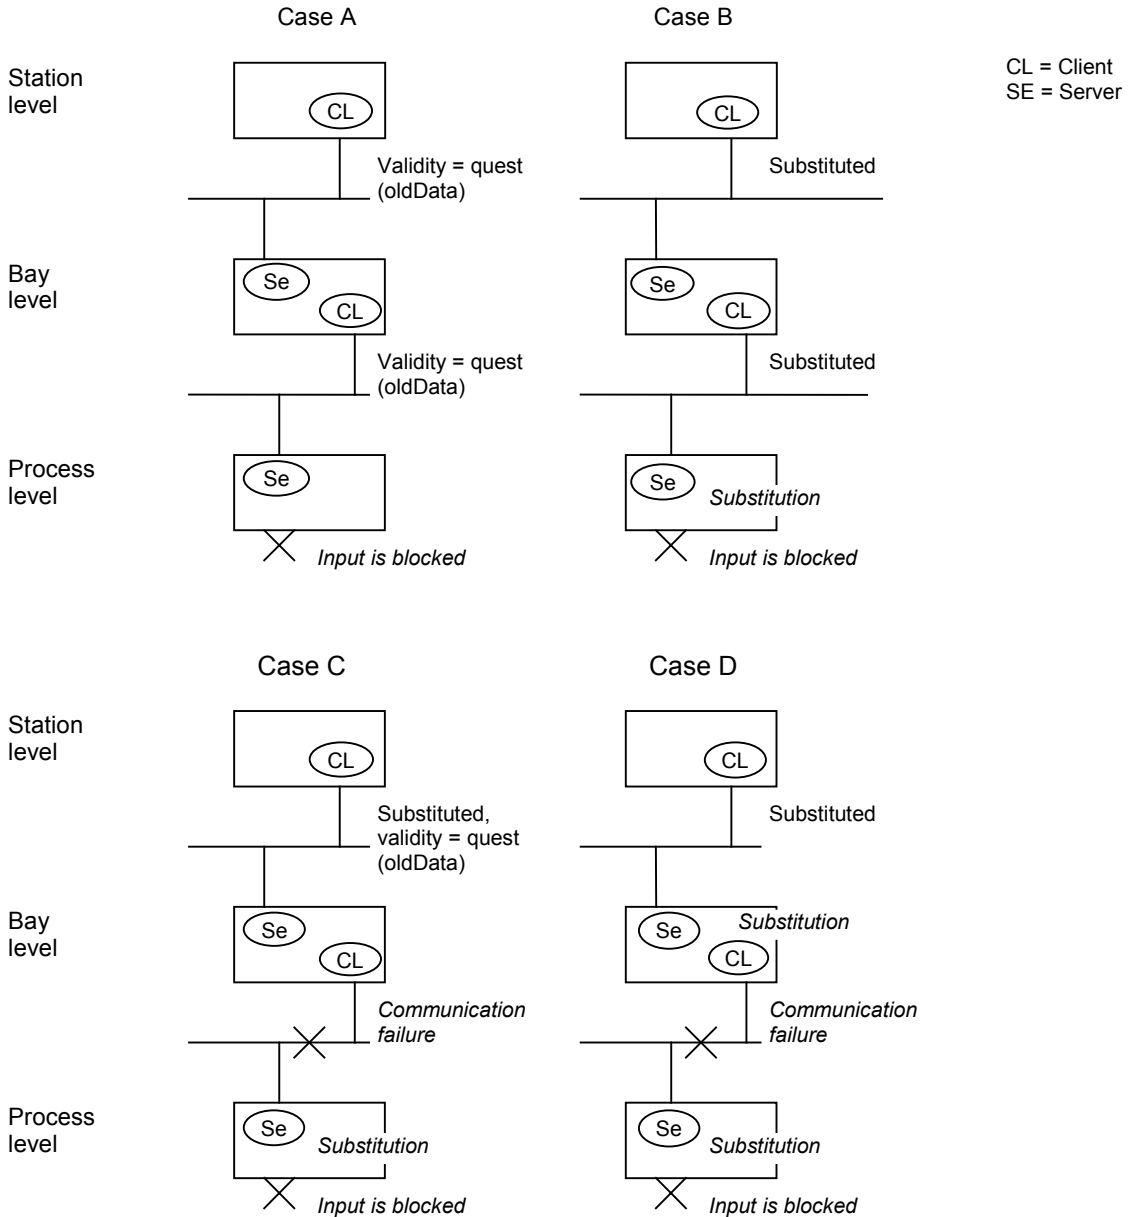 Case A
Case B
Station
level
CL = Client
SE = Server
CL
CL
Validity = quest
(oldData)
Substituted
Bay
level
Se
CL
Se
CL
Validity = quest
(oldData)
Substituted
Process
level
Se
Se
Substitution
Input is blocked
Input is blocked
Case C
Case D
Station
level
CL
CL
Substituted,
validity = quest
(oldData)
Substituted
Bay
level
Se
CL
Se
Substitution
CL
Communication
failure
Communication
failure
Process
level
Se
Substitution
Se
Substitution
Input is blocked
Input is blocked